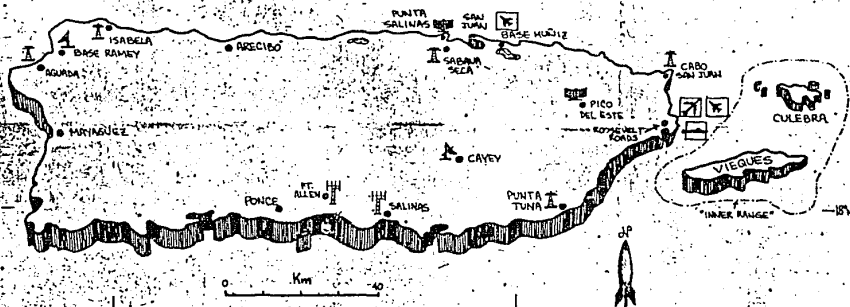 PUNTA
SALINAS
SAN
JUAN
ISABELA
BASE RAMEY
ARECIBO
BASE MUÑIZ
SABANA
SECA
AGUADA
CABO
SAN JUAN
PICO
DEL ESTE
CULEBRA
ROOSEVELT
ROADS
MAYAGUEZ
CAYEY
VIEQUES
FT.
ALLEN
PONCE
SALINAS
PUNTA
TUNA
"INNER RANGE"
Km
0 40